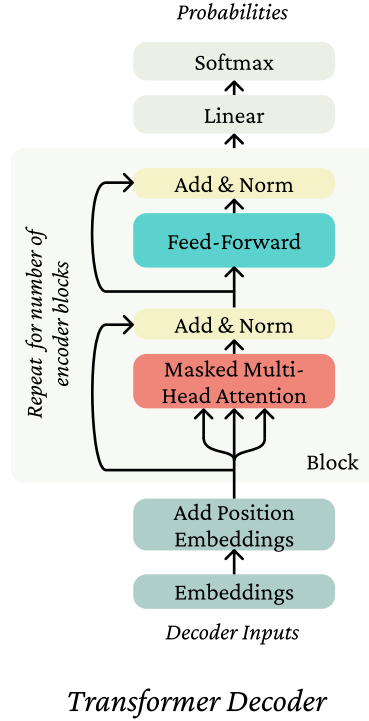 Probabilities
Softmax
Linear
Add & Norm
Feed-Forward
Repeat for number of
encoder blocks
Add & Norm
Masked Multi-
Head Attention
Block
Add Position
Embeddings
Embeddings
Decoder Inputs
Transformer Decoder